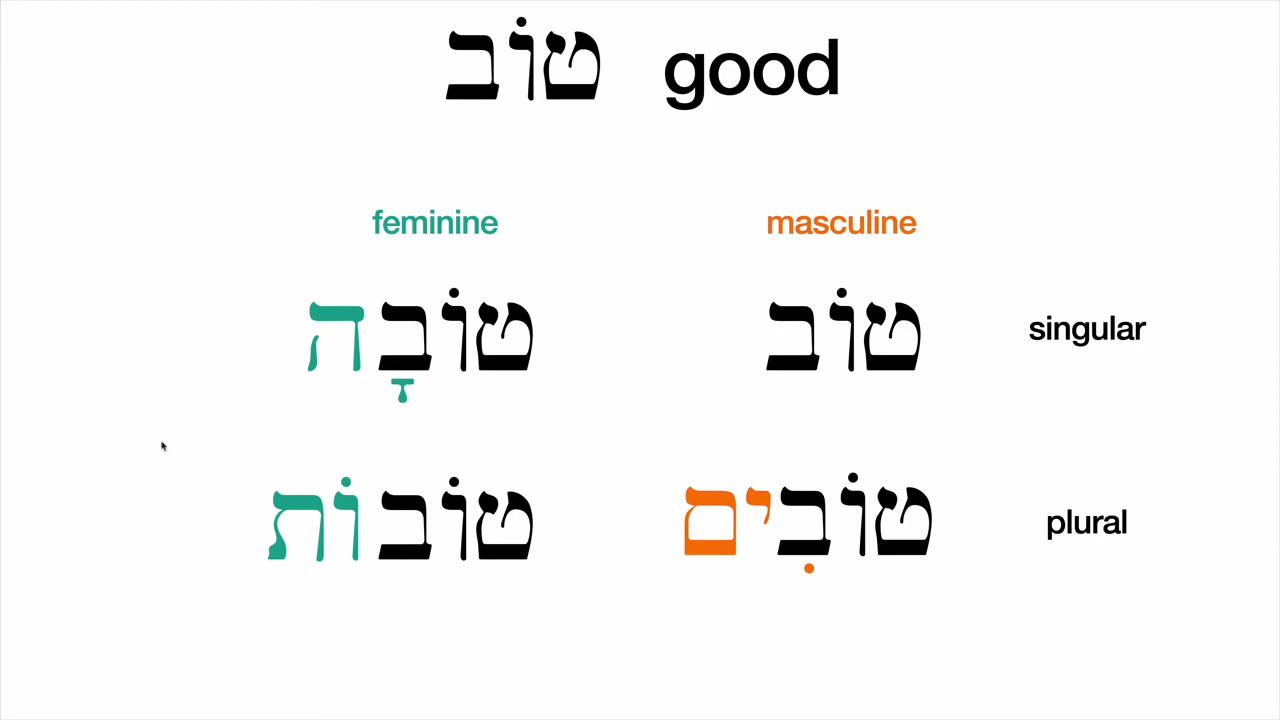 טוֹב good
feminine masculine
טוֹבָה טוֹב singular
טוֹבוֹת טוֹבִים plural